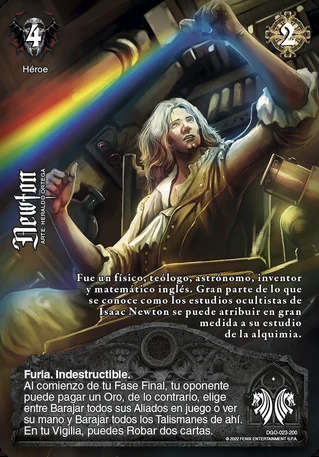 4
2
Héroe
Newton
ARTE: HERALDO ORTEGA
Fue un físico, teólogo, astrónomo, inventor
y matemático inglés. Gran parte de lo que
se conoce como los estudios ocultistas de
Isaac Newton se puede atribuir en gran
medida a su estudio
de la alquimia.
Furia. Indestructible.
Al comienzo de tu Fase Final, tu oponente
puede pagar un Oro, de lo contrario, elige
entre Barajar todos sus Aliados en juego o ver
su mano y Barajar todos los Talismanes de ahí.
En tu Vigilia, puedes Robar dos cartas.
DGO-023-200
© 2022 FENIX ENTERTAINMENT S.P.A.